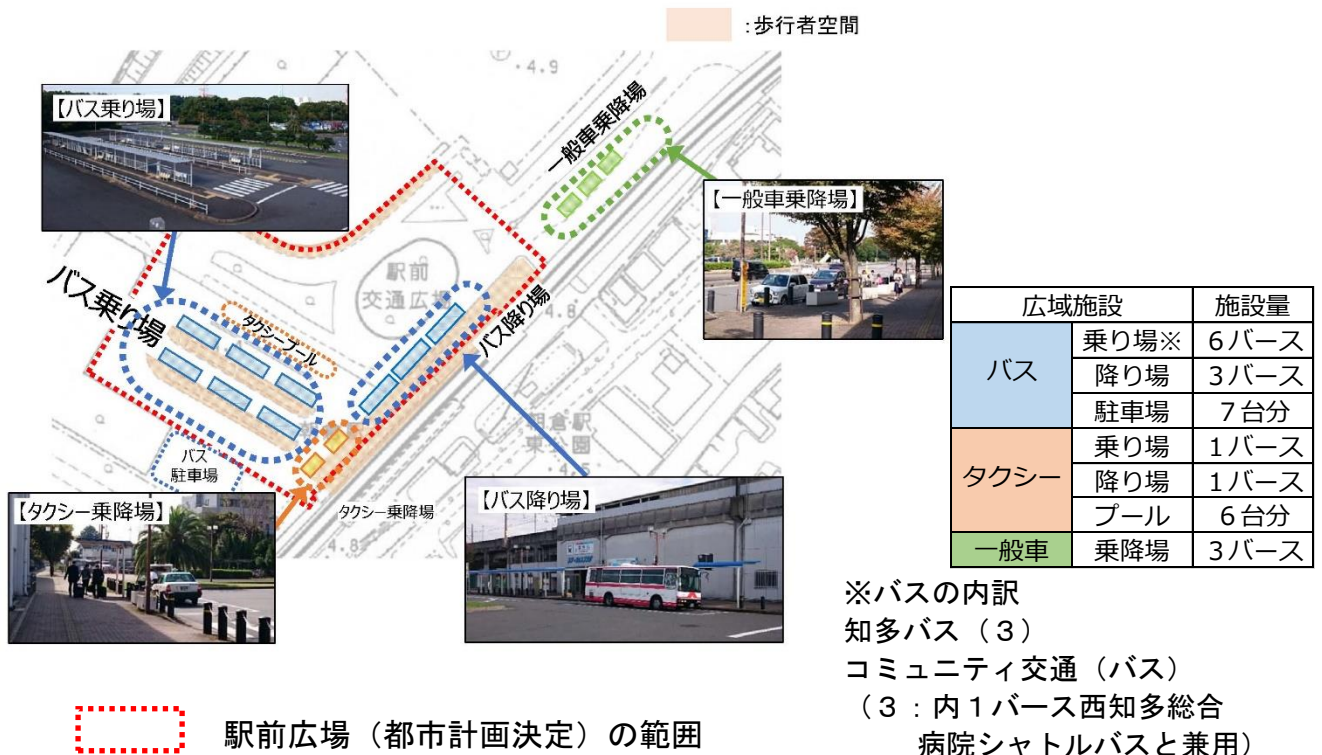 :歩行者空間
4.9
一般車乗降場
【バス乗り場】
【一般車乗降場】
駅前
交通広場
4.8
バス乗り場
タクシープール
バス降り場
バス
駐車場
東公園
【タクシー乗降場】
タクシー乗降場
4.8
【バス降り場】
広域施設 施設量
バス 乗り場※ 6バース
降り場 3バース
駐車場 7台分
タクシー 乗り場 1バース
降り場 1バース
プール 6台分
一般車 乗降場 3バース
※バスの内訳
知多バス(3)
コミュニティ交通(バス)
(3:内1バース西知多総合
病院シャトルバスと兼用)
駅前広場(都市計画決定)の範囲